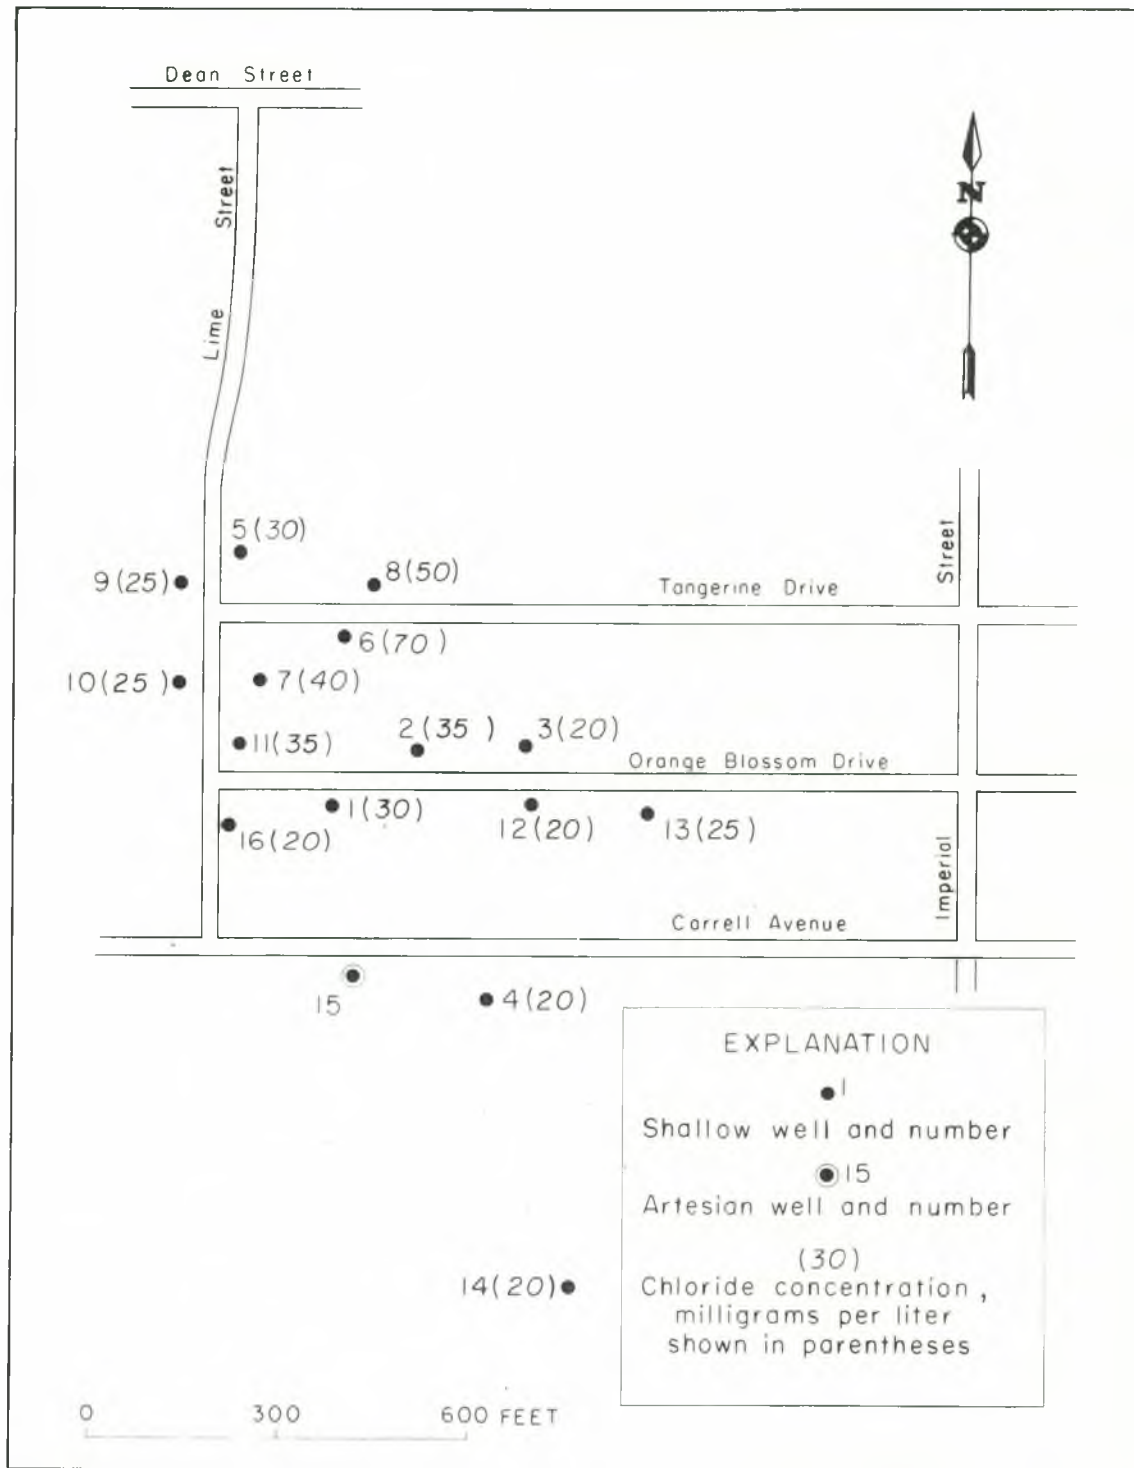 Dean Street
Lime Street
N
5(30)
9(25)
8(50)
Tangerine Drive
Imperial Street
6(70)
10(25)
7(40)
11(35)
2(35)
3(20)
Orange Blossom Drive
1(30)
16(20)
12(20)
13(25)
Carrell Avenue
15
4(20)
EXPLANATION
1
Shallow well and number
15
Artesian well and number
(30)
Chloride concentration,
milligrams per liter
shown in parentheses
14(20)
0 300 600 FEET